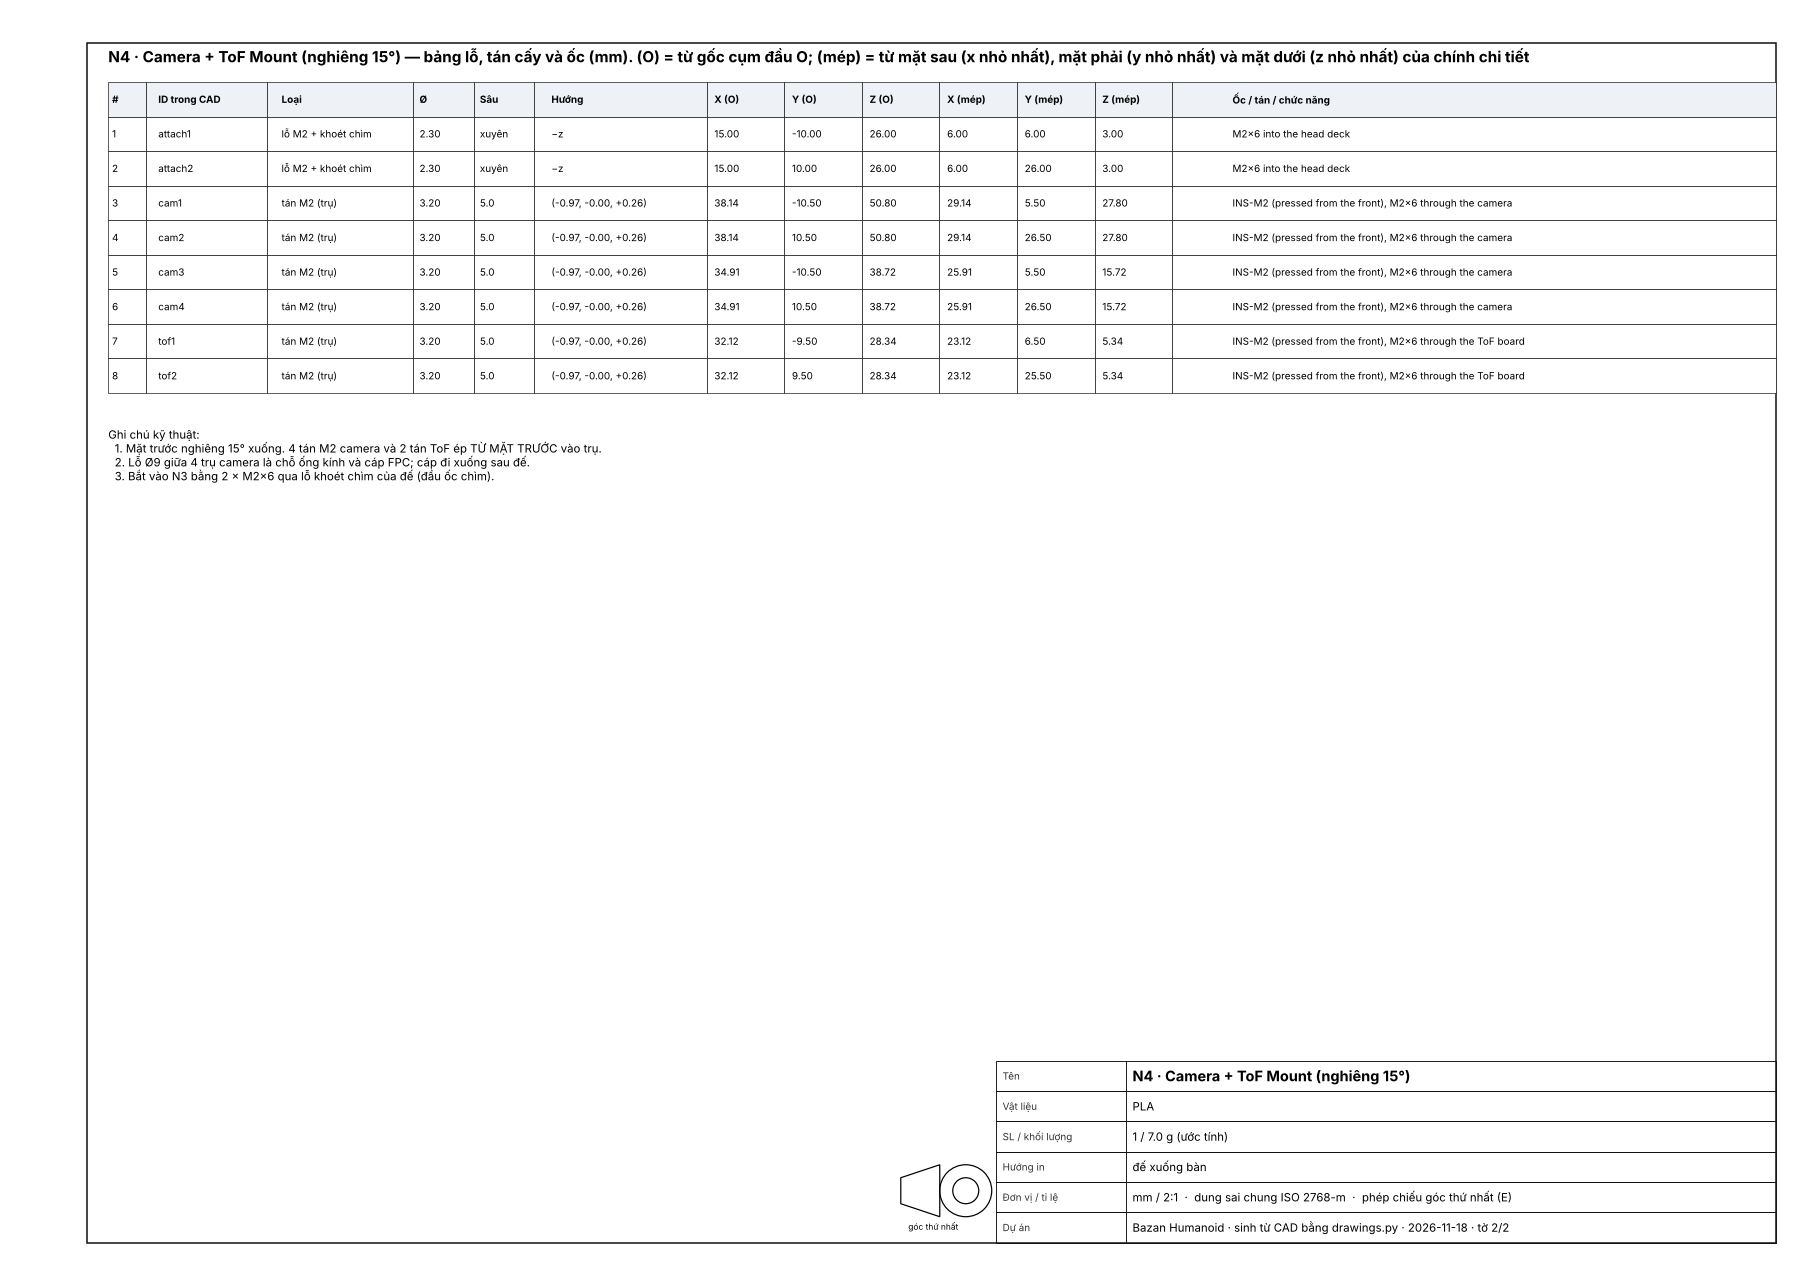 N4 · Camera + ToF Mount (nghiêng 15°) — bảng lỗ, tán cấy và ốc (mm). (O) = từ gốc cụm đầu O; (mép) = từ mặt sau (x nhỏ nhất), mặt phải (y nhỏ nhất) và mặt dưới (z nhỏ nhất) của chính chi tiết
# ID trong CAD Loại Ø Sâu Hướng X (O) Y (O) Z (O) X (mép) Y (mép) Z (mép) Ốc / tán / chức năng
1 attach1 lỗ M2 + khoét chìm 2.30 xuyên −z 15.00 -10.00 26.00 6.00 6.00 3.00 M2×6 into the head deck
2 attach2 lỗ M2 + khoét chìm 2.30 xuyên −z 15.00 10.00 26.00 6.00 26.00 3.00 M2×6 into the head deck
3 cam1 tán M2 (trụ) 3.20 5.0 (-0.97, -0.00, +0.26) 38.14 -10.50 50.80 29.14 5.50 27.80 INS-M2 (pressed from the front), M2×6 through the camera
4 cam2 tán M2 (trụ) 3.20 5.0 (-0.97, -0.00, +0.26) 38.14 10.50 50.80 29.14 26.50 27.80 INS-M2 (pressed from the front), M2×6 through the camera
5 cam3 tán M2 (trụ) 3.20 5.0 (-0.97, -0.00, +0.26) 34.91 -10.50 38.72 25.91 5.50 15.72 INS-M2 (pressed from the front), M2×6 through the camera
6 cam4 tán M2 (trụ) 3.20 5.0 (-0.97, -0.00, +0.26) 34.91 10.50 38.72 25.91 26.50 15.72 INS-M2 (pressed from the front), M2×6 through the camera
7 tof1 tán M2 (trụ) 3.20 5.0 (-0.97, -0.00, +0.26) 32.12 -9.50 28.34 23.12 6.50 5.34 INS-M2 (pressed from the front), M2×6 through the ToF board
8 tof2 tán M2 (trụ) 3.20 5.0 (-0.97, -0.00, +0.26) 32.12 9.50 28.34 23.12 25.50 5.34 INS-M2 (pressed from the front), M2×6 through the ToF board
Ghi chú kỹ thuật:
1. Mặt trước nghiêng 15° xuống. 4 tán M2 camera và 2 tán ToF ép TỪ MẶT TRƯỚC vào trụ.
2. Lỗ Ø9 giữa 4 trụ camera là chỗ ống kính và cáp FPC; cáp đi xuống sau đế.
3. Bắt vào N3 bằng 2 × M2×6 qua lỗ khoét chìm của đế (đầu ốc chìm).
Tên N4 · Camera + ToF Mount (nghiêng 15°)
Vật liệu PLA
SL / khối lượng 1 / 7.0 g (ước tính)
Hướng in đế xuống bàn
Đơn vị / tỉ lệ mm / 2:1 · dung sai chung ISO 2768-m · phép chiếu góc thứ nhất (E)
góc thứ nhất
Dự án Bazan Humanoid · sinh từ CAD bằng drawings.py · 2026-11-18 · tờ 2/2